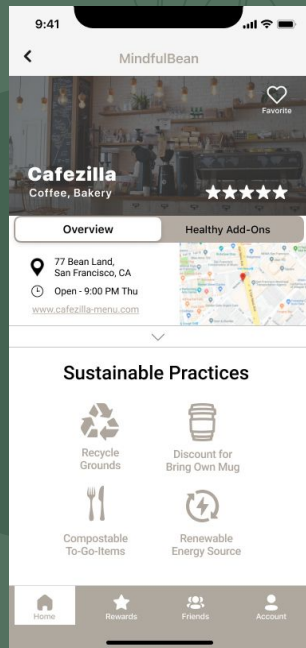 9:41
MindfulBean
Favorite
Cafezilla
Coffee, Bakery
Overview
Healthy Add-Ons
77 Bean Land,
San Francisco, CA
Open - 9:00 PM Thu
www.cafezilla-menu.com
Sustainable Practices
Recycle
Grounds
Discount for
Bring Own Mug
Compostable
To-Go-Items
Renewable
Energy Source
Home
Rewards
Friends
Account